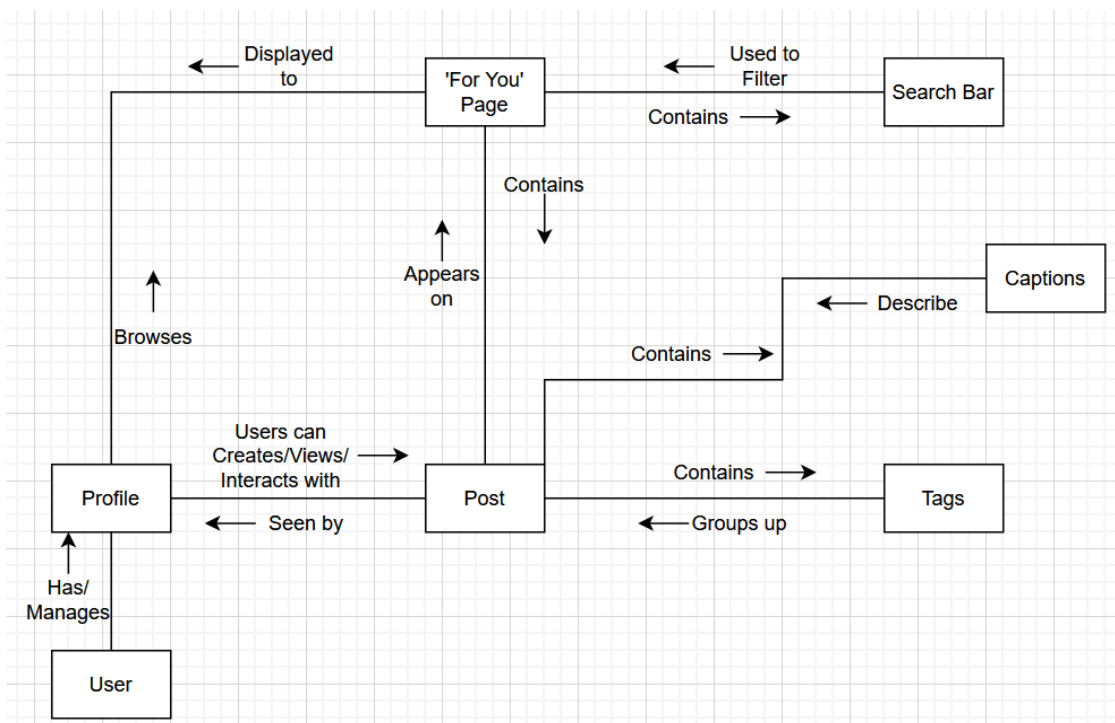 Displayed
to
'For You'
Page
Used to
Filter
Search Bar
Contains
Contains
Appears
on
Captions
Describe
Browses
Contains
Users can
Creates/Views/
Interacts with
Contains
Profile
Post
Tags
Seen by
Groups up
Has/
Manages
User